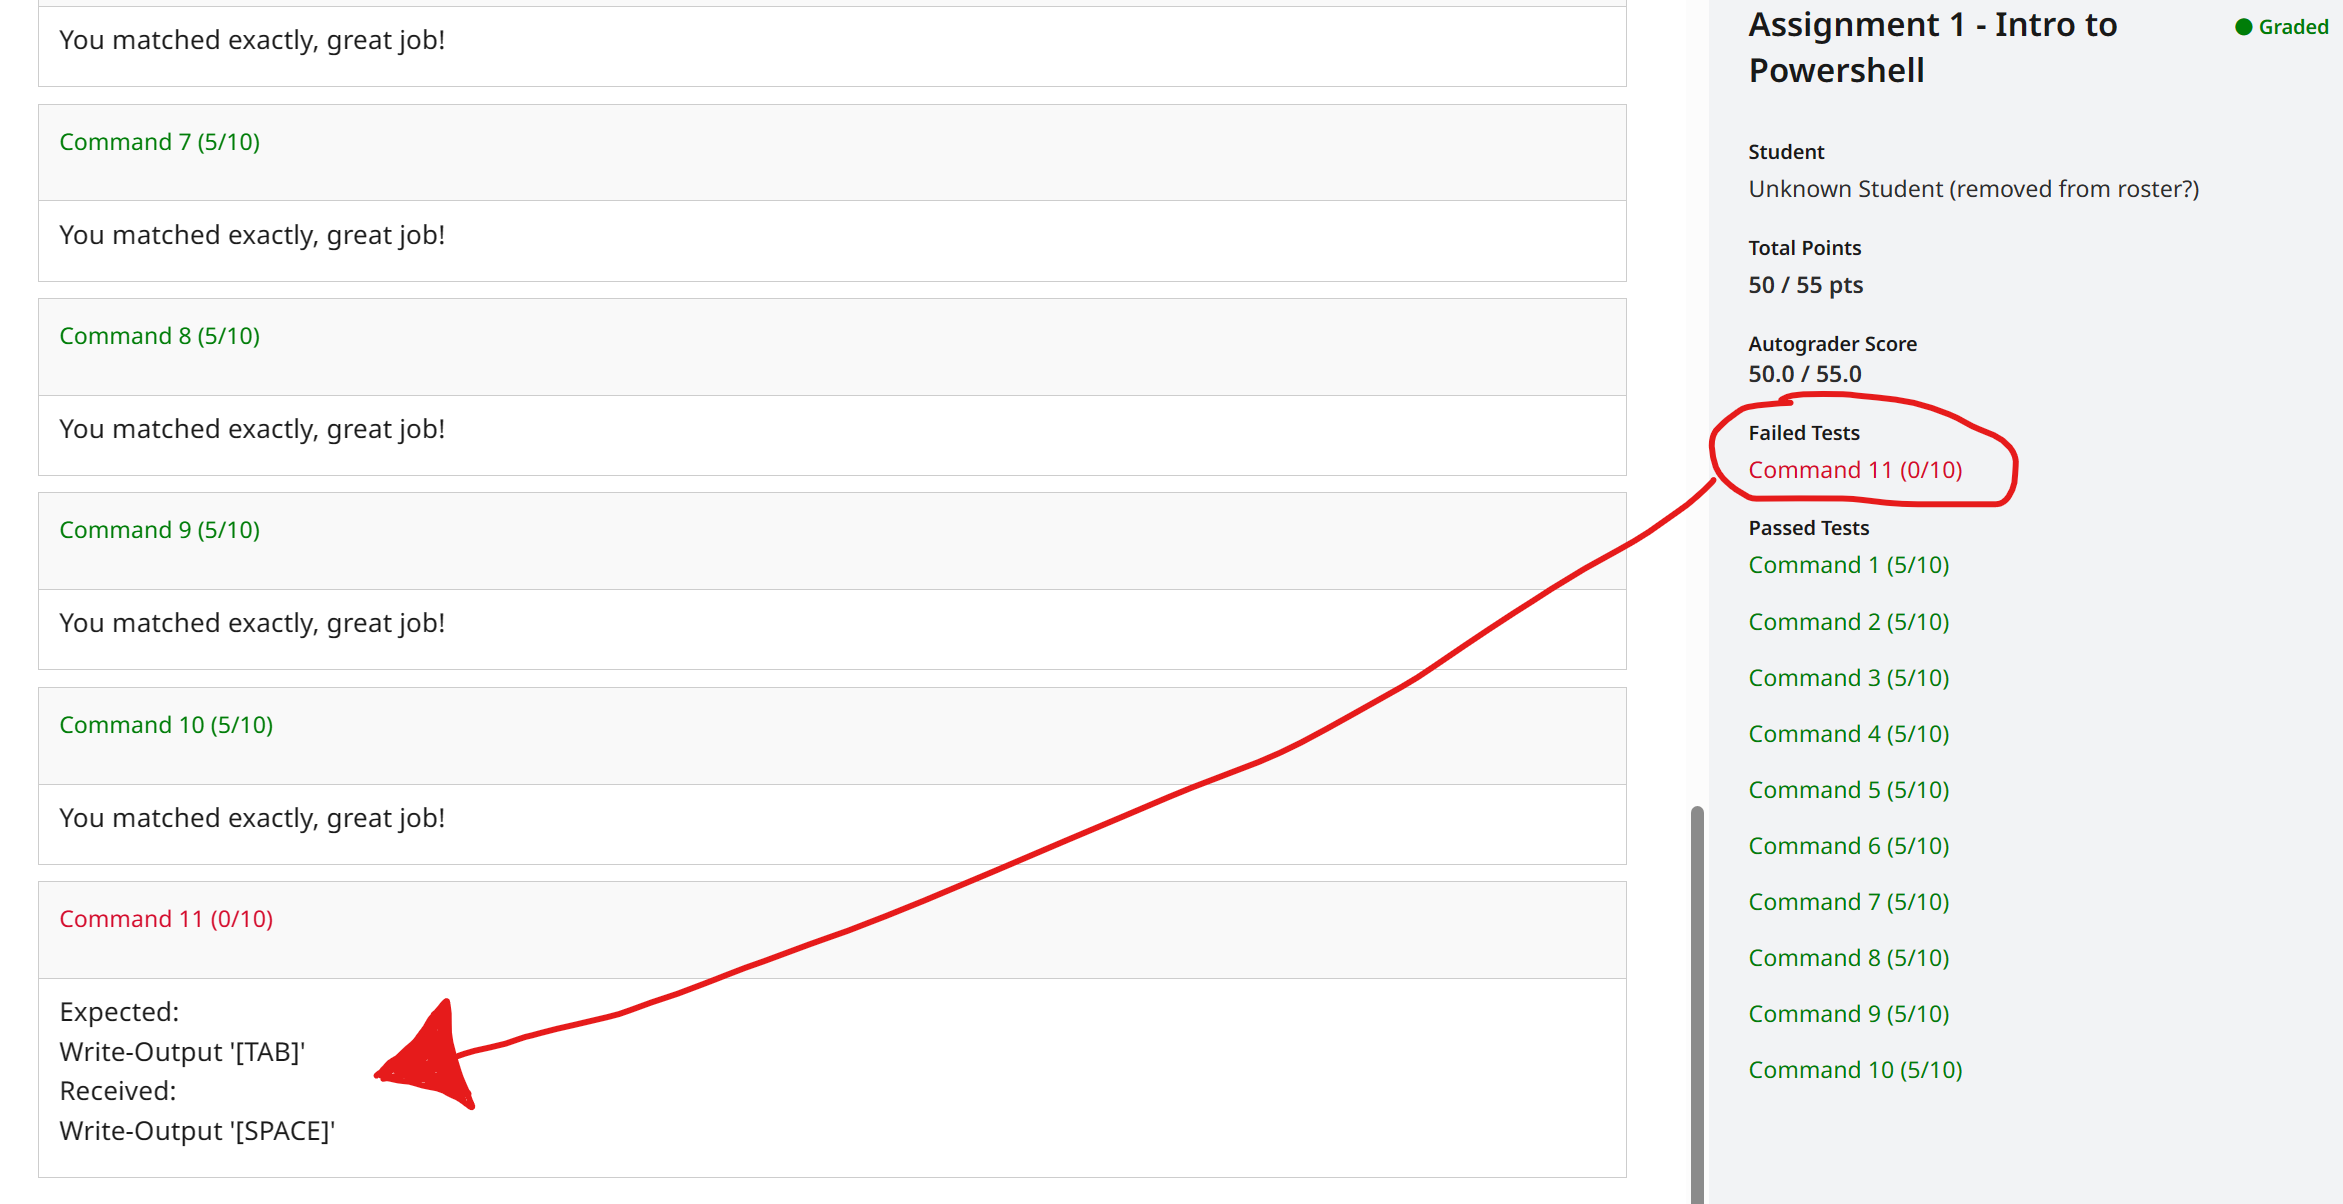 You matched exactly, great job!
Command 7 (5/10)
You matched exactly, great job!
Command 8 (5/10)
You matched exactly, great job!
Command 9 (5/10)
You matched exactly, great job!
Command 10 (5/10)
You matched exactly, great job!
Command 11 (0/10)
Expected:
Write-Output '[TAB]'
Received:
Write-Output '[SPACE]'
Assignment 1 - Intro to
Powershell
Graded
Student
Unknown Student (removed from roster?)
Total Points
50 / 55 pts
Autograder Score
50.0 / 55.0
Failed Tests
Command 11 (0/10)
Passed Tests
Command 1 (5/10)
Command 2 (5/10)
Command 3 (5/10)
Command 4 (5/10)
Command 5 (5/10)
Command 6 (5/10)
Command 7 (5/10)
Command 8 (5/10)
Command 9 (5/10)
Command 10 (5/10)